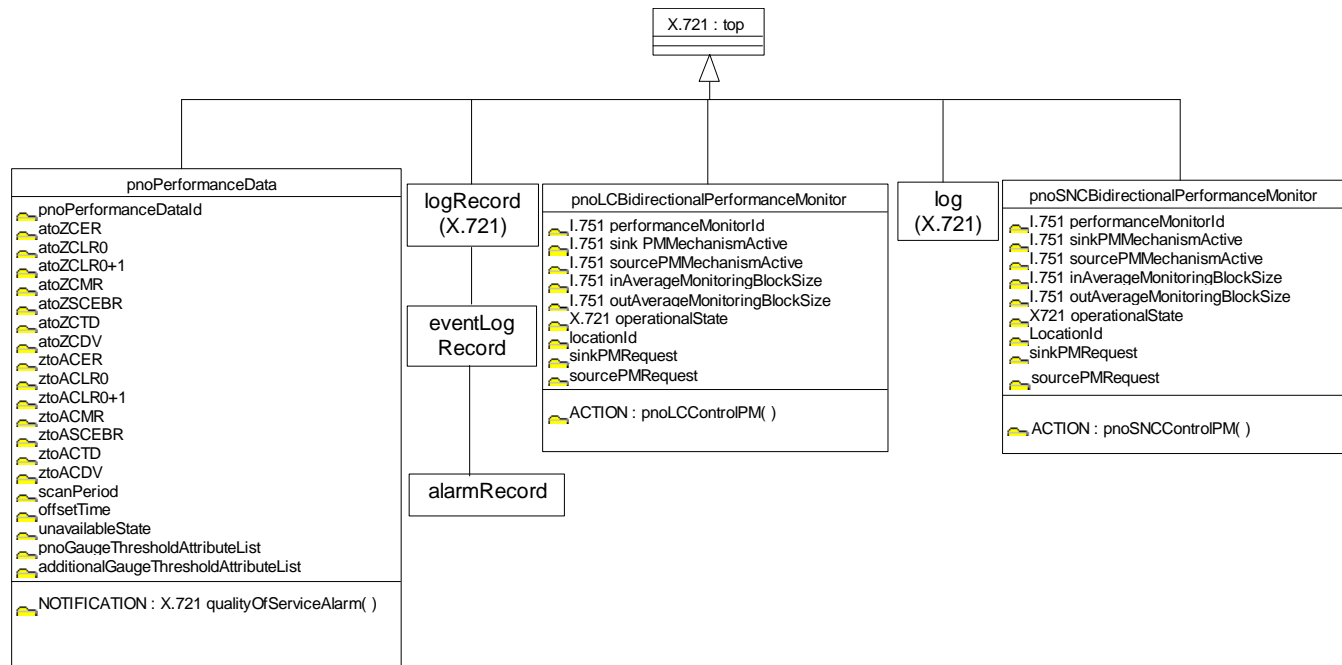 X.721 : top
pnoPerformanceData
pnoPerformanceDataId
atoZCER
atoZCLR0
atoZCLR0+1
atoZCMR
atoZSCEBR
atoZCTD
atoZCDV
ztoACER
ztoACLR0
ztoACLR0+1
ztoACMR
ztoASCEBR
ztoACTD
ztoACDV
scanPeriod
offsetTime
unavailableState
pnoGaugeThresholdAttributeList
additionalGaugeThresholdAttributeList
NOTIFICATION : X.721 qualityOfServiceAlarm( )
logRecord
(X.721)
eventLog
Record
alarmRecord
pnoLCBidirectionalPerformanceMonitor
I.751 performanceMonitorId
I.751 sink PMMechanismActive
I.751 sourcePMMechanismActive
I.751 inAverageMonitoringBlockSize
I.751 outAverageMonitoringBlockSize
X.721 operationalState
locationId
sinkPMRequest
sourcePMRequest
ACTION : pnoLCControlPM( )
log
(X.721)
pnoSNCBidirectionalPerformanceMonitor
I.751 performanceMonitorId
I.751 sinkPMMechanismActive
I.751 sourcePMMechanismActive
I.751 inAverageMonitoringBlockSize
I.751 outAverageMonitoringBlockSize
X721 operationalState
LocationId
sinkPMRequest
sourcePMRequest
ACTION : pnoSNCControlPM( )